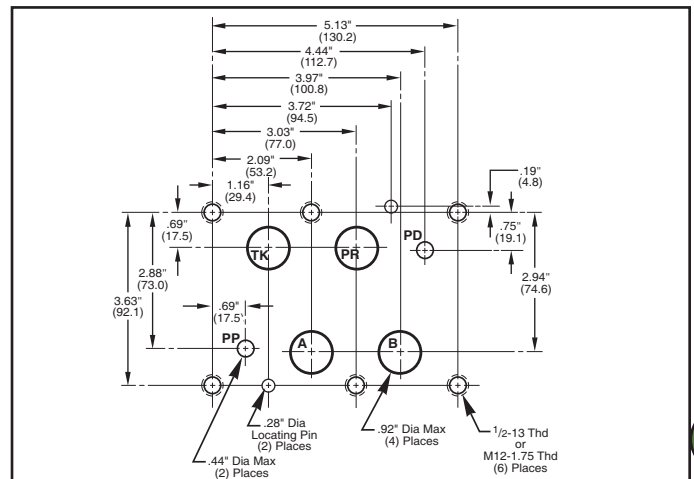 5.13"
(130.2)
4.44"
(112.7)
3.97"
(100.8)
3.72"
(94.5)
3.03"
(77.0)
2.09"
(53.2)
1.16"
(29.4)
.19"
(4.8)
.69"
(17.5)
PD
.75"
(19.1)
TK
PR
2.88"
(73.0)
2.94"
(74.6)
3.63"
(92.1)
.69"
(17.5)
PP
A
B
.28" Dia
Locating Pin
(2) Places
.92" Dia Max
(4) Places
1/2-13 Thd
or
M12-1.75 Thd
(6) Places
.44" Dia Max
(2) Places